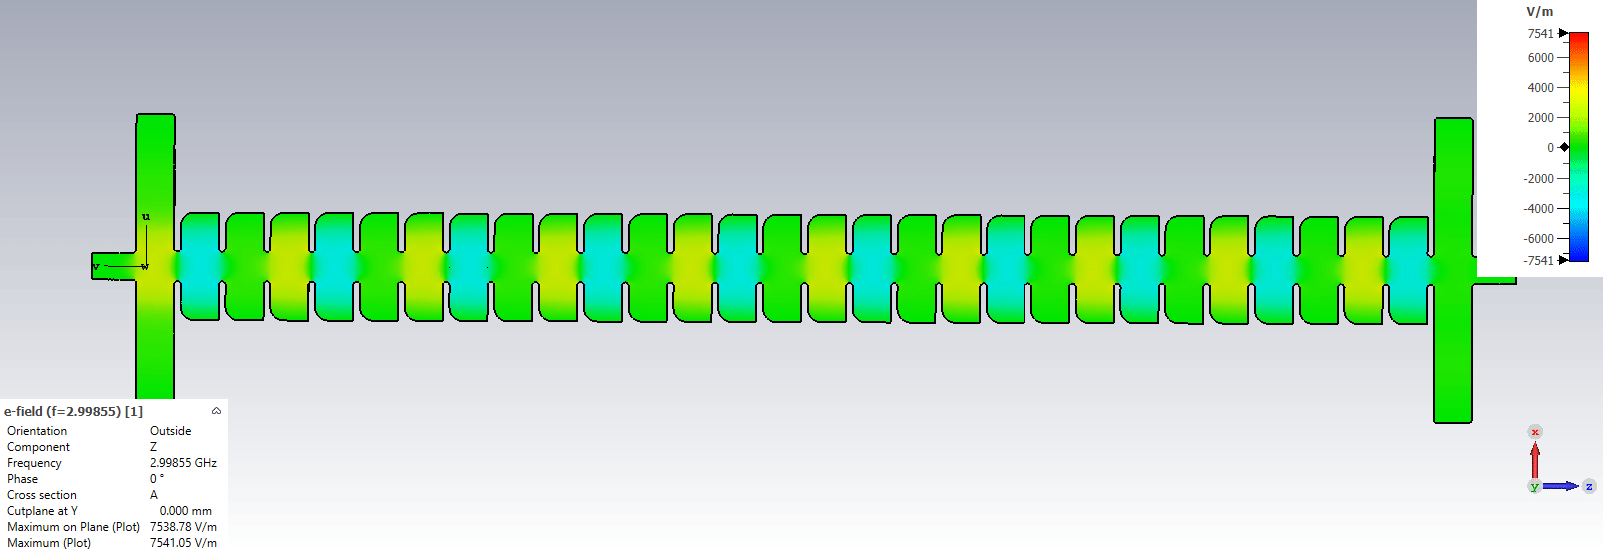 V/m
7541
6000
4000
2000
0
-2000
-4000
-6000
-7541
u
v
w
e-field (f=2.99855) [1]
Orientation Outside
Component Z
Frequency 2.99855 GHz
Phase 0 °
Cross section A
Cutplane at Y 0.000 mm
Maximum on Plane (Plot) 7538.78 V/m
Maximum (Plot) 7541.05 V/m
x
y
z